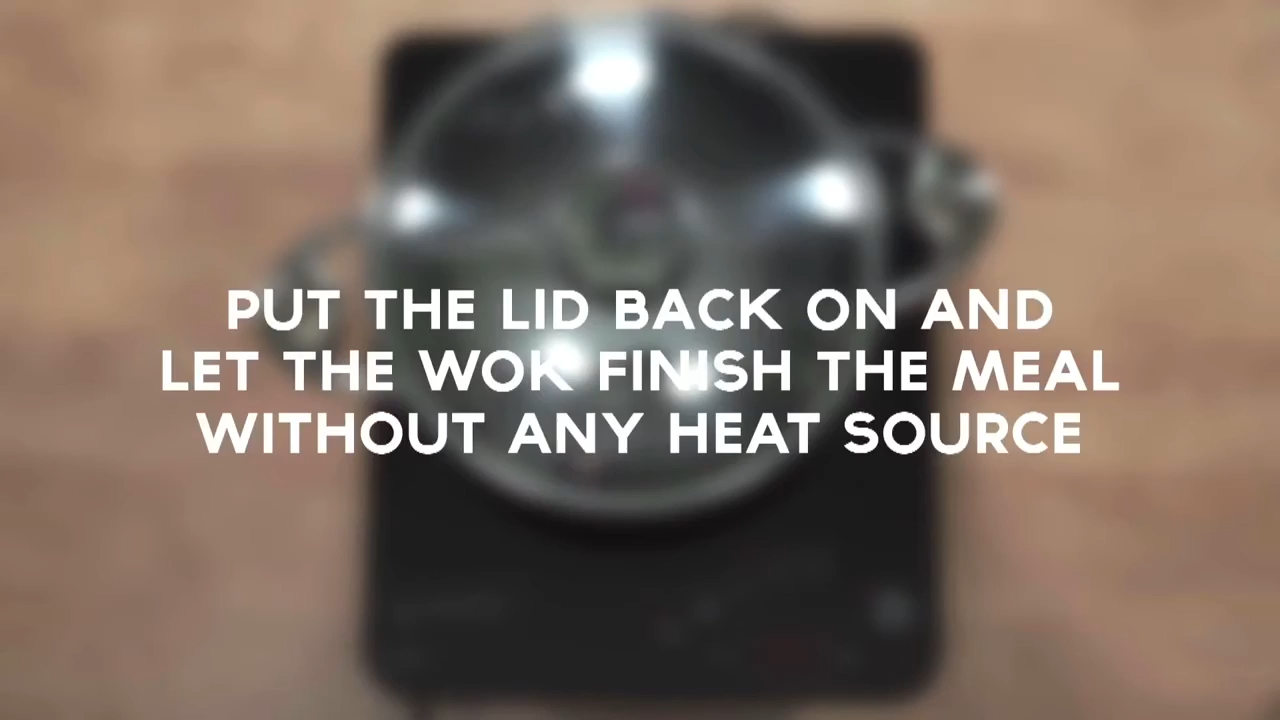 PUT THE LID BACK ON AND
LET THE WOK FINISH THE MEAL
WITHOUT ANY HEAT SOURCE